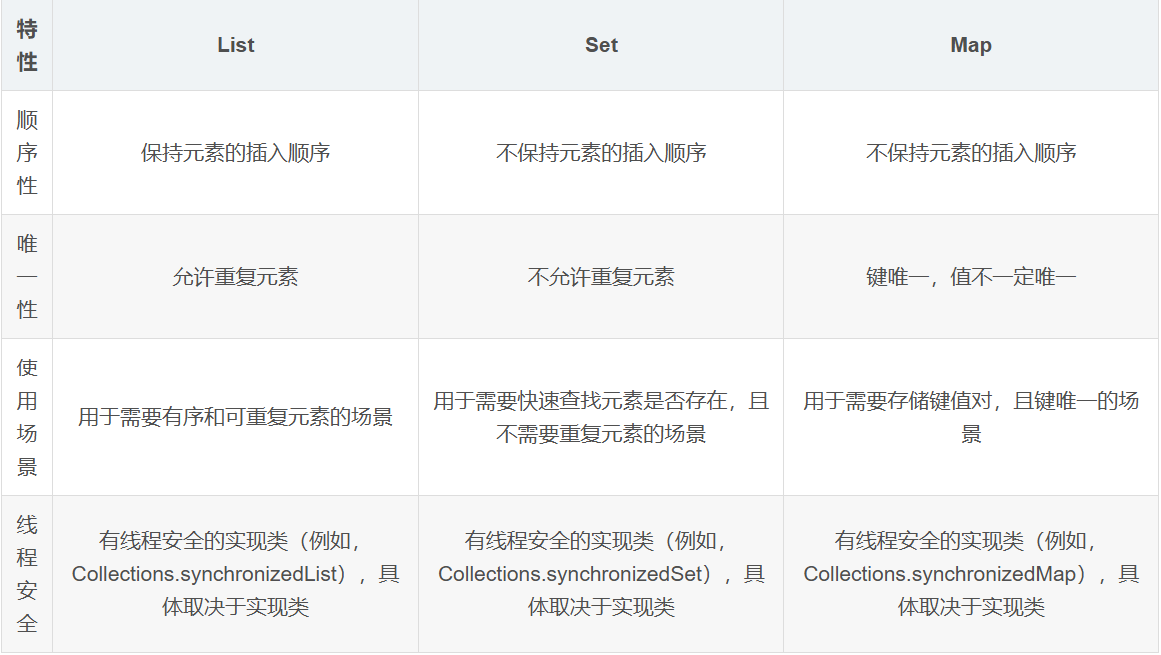 特性 List Set Map
顺序性 保持元素的插入顺序 不保持元素的插入顺序 不保持元素的插入顺序
唯一性 允许重复元素 不允许重复元素 键唯一，值不一定唯一
使用场景 用于需要有序和可重复元素的场景 用于需要快速查找元素是否存在，且不需要重复元素的场景 用于需要存储键值对，且键唯一的场景
线程安全 有线程安全的实现类（例如，Collections.synchronizedList），具体取决于实现类 有线程安全的实现类（例如，Collections.synchronizedSet），具体取决于实现类 有线程安全的实现类（例如，Collections.synchronizedMap），具体取决于实现类